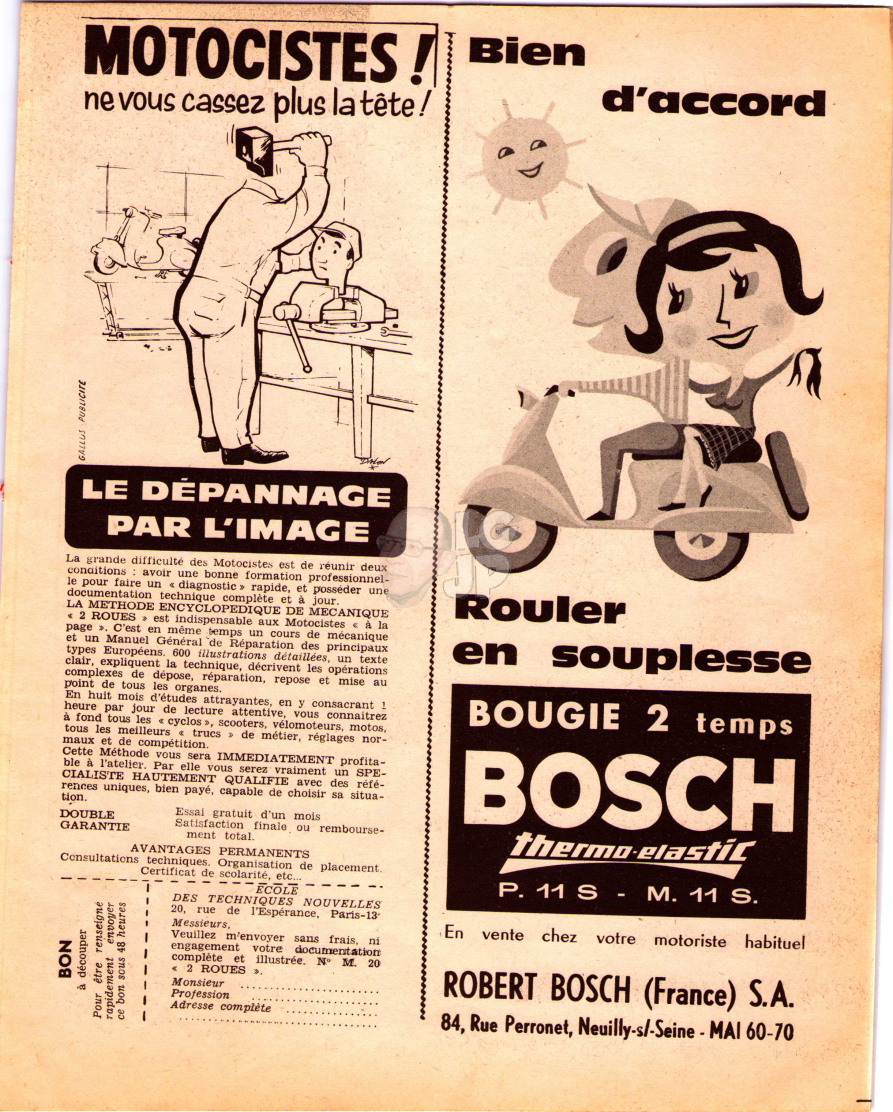 MOTOCISTES !
ne vous cassez plus la tête !
GALLUS PUBLICITÉ
LE DÉPANNAGE
PAR L'IMAGE
La grande difficulté des Motocistes est de réunir deux
conditions : avoir une bonne formation professionnel-
le pour faire un « diagnostic » rapide, et posséder une
documentation technique complète et à jour.
LA METHODE ENCYCLOPEDIQUE DE MECANIQUE
« 2 ROUES » est indispensable aux Motocistes « à la
page ». C'est en même temps un cours de mécanique
et un Manuel Général de Réparation des principaux
types Européens. 600 illustrations détaillées, un texte
clair, expliquent la technique, décrivent les opérations
complexes de dépose, réparation, repose et mise au
point de tous les organes.
En huit mois d'études attrayantes, en y consacrant 1
heure par jour de lecture attentive, vous connaitrez
à fond tous les « cyclos », scooters, vélomoteurs, motos,
tous les meilleurs « trucs » de métier, réglages nor-
maux et de compétition.
Cette Méthode vous sera IMMEDIATEMENT profita-
ble à l'atelier. Par elle vous serez vraiment un SPE-
CIALISTE HAUTEMENT QUALIFIE avec des réfé-
rences uniques, bien payé, capable de choisir sa situa-
tion.
DOUBLE Essai gratuit d'un mois
GARANTIE Satisfaction finale ou rembourse-
ment total.
AVANTAGES PERMANENTS
Consultations techniques. Organisation de placement.
Certificat de scolarité, etc...
BON
à découper
Pour être renseigné
rapidement envoyer
ce bon sous 48 heures
ECOLE
DES TECHNIQUES NOUVELLES
20, rue de l'Espérance, Paris-13e
Messieurs,
Veuillez m'envoyer sans frais, ni
engagement votre documentation
complète et illustrée. N° M. 20
« 2 ROUES ».
Monsieur ....................
Profession ....................
Adresse complète ..............
Bien
d'accord
Rouler
en souplesse
BOUGIE 2 temps
BOSCH
thermo-elastic
P. 11 S - M. 11 S.
En vente chez votre motoriste habituel
ROBERT BOSCH (France) S.A.
84, Rue Perronet, Neuilly-s/-Seine - MAI 60-70